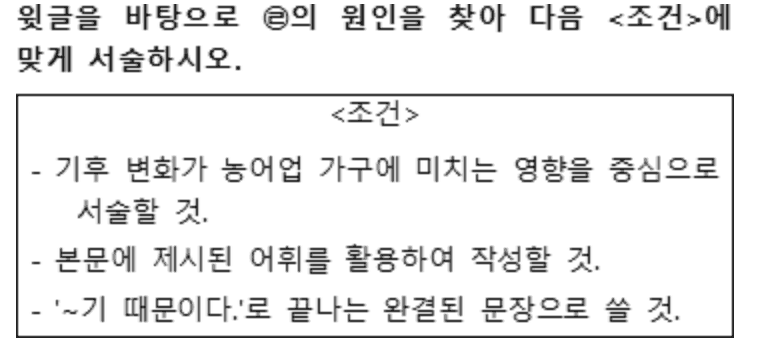 윗글을 바탕으로 ㉣의 원인을 찾아 다음 <조건>에
맞게 서술하시오.
<조건>
- 기후 변화가 농어업 가구에 미치는 영향을 중심으로
서술할 것.
- 본문에 제시된 어휘를 활용하여 작성할 것.
- '~기 때문이다.'로 끝나는 완결된 문장으로 쓸 것.